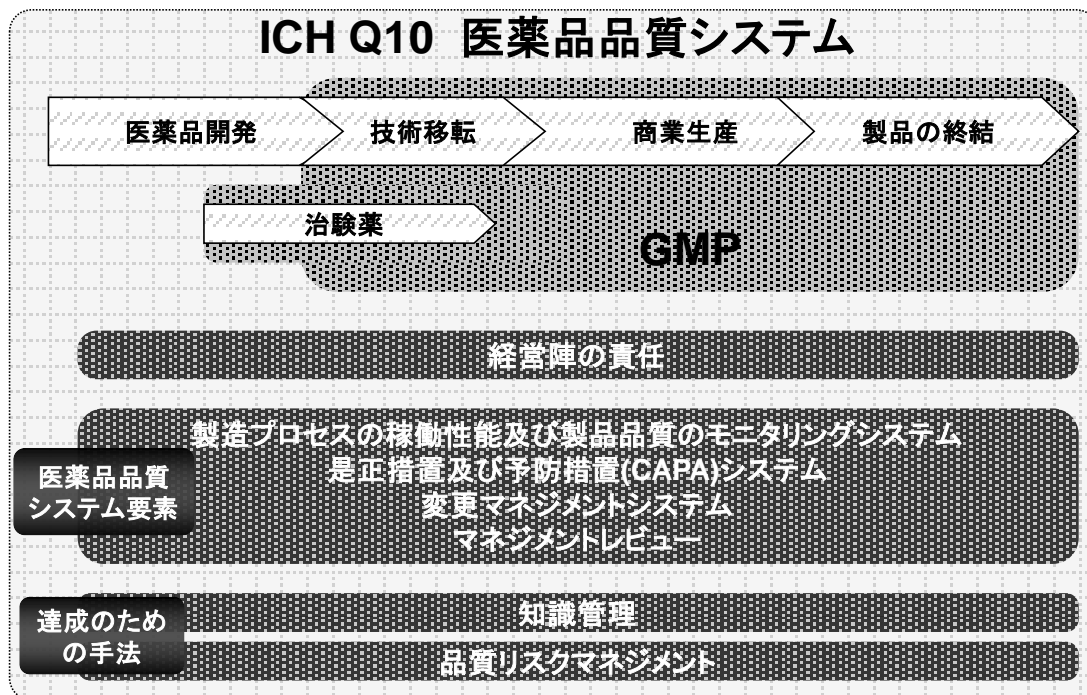 ICH Q10 医薬品品質システム
医薬品開発
技術移転
商業生産
製品の終結
治験薬
GMP
経営陣の責任
製造プロセスの稼働性能及び製品品質のモニタリングシステム
是正措置及び予防措置(CAPA)システム
変更マネジメントシステム
マネジメントレビュー
医薬品品質
システム要素
知識管理
達成のため
の手法
品質リスクマネジメント